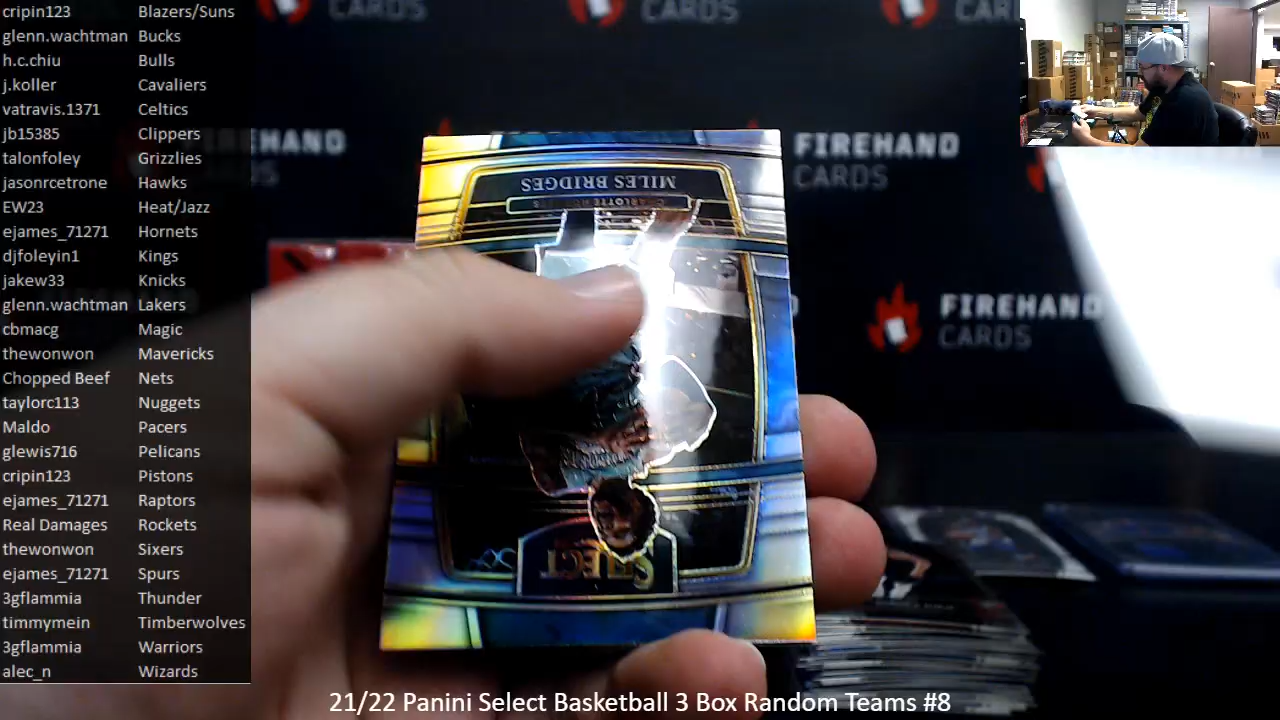 cripin123 Blazers/Suns
glenn.wachtman Bucks
h.c.chiu Bulls
j.koller Cavaliers
vatravis.1371 Celtics
jb15385 Clippers
talonfoley Grizzlies
jasonrcetrone Hawks
EW23 Heat/Jazz
ejames_71271 Hornets
djfoleyin1 Kings
jakew33 Knicks
glenn.wachtman Lakers
cbmacg Magic
thewonwon Mavericks
Chopped Beef Nets
taylorc113 Nuggets
Maldo Pacers
glewis716 Pelicans
cripin123 Pistons
ejames_71271 Raptors
Real Damages Rockets
thewonwon Sixers
ejames_71271 Spurs
3gflammia Thunder
timmymein Timberwolves
3gflammia Warriors
alec_n Wizards
CARDS
CARDS
CARDS
FIREHAND
CARDS
FIREHAND
CARDS
MILES BRIDGES
SELECT
21/22 Panini Select Basketball 3 Box Random Teams #8